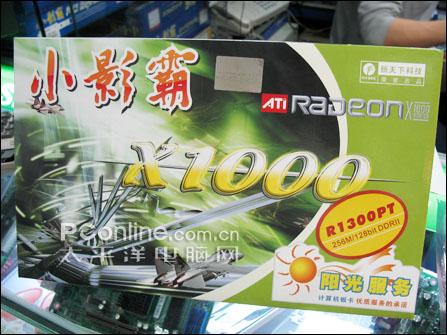 小影霸
ATI RADEON X1000
X1000
R1300PT
256M/128bit DDRII
PConline.com.cn
太平洋电脑网
阳光服务
计算机板卡 优质服务的承诺